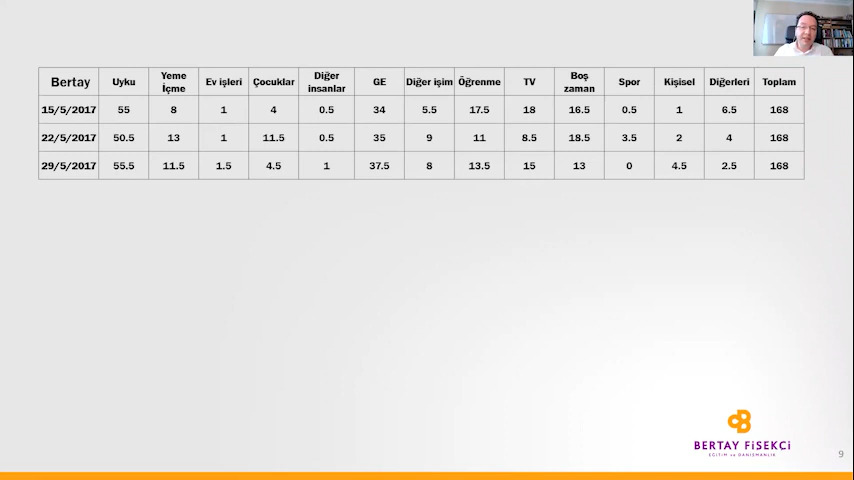 Bertay Uyku Yeme İçme Ev işleri Çocuklar Diğer insanlar GE Diğer işim Öğrenme TV Boş zaman Spor Kişisel Diğerleri Toplam
15/5/2017 55 8 1 4 0.5 34 5.5 17.5 18 16.5 0.5 1 6.5 168
22/5/2017 50.5 13 1 11.5 0.5 35 9 11 8.5 18.5 3.5 2 4 168
29/5/2017 55.5 11.5 1.5 4.5 1 37.5 8 13.5 15 13 0 4.5 2.5 168
BERTAY FİSEKCİ
EĞİTİM ve DANIŞMANLIK
9